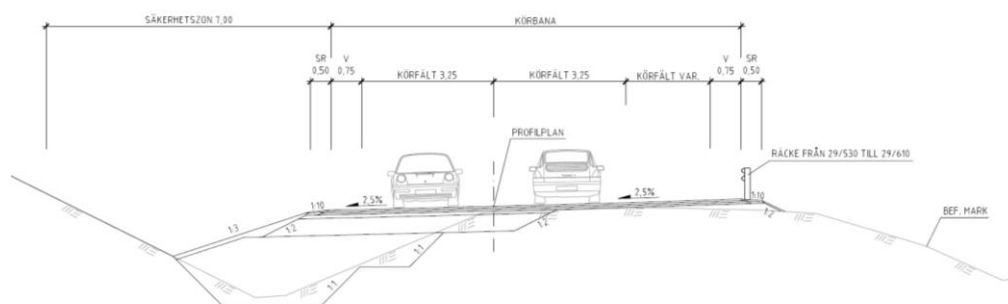 SÄKERHETSZON 7,00
KÖRBANA
SR
0,50
V
0,75
KÖRFÄLT 3,25
KÖRFÄLT 3,25
KÖRFÄLT VAR.
V
0,75
SR
0,50
PROFILPLAN
RÄCKE FRÅN 29/530 TILL 29/610
2,5%
2,5%
1:10
1:10
1:3
1:2
1:2
1:2
1:1
1:1
1:1
BEF. MARK